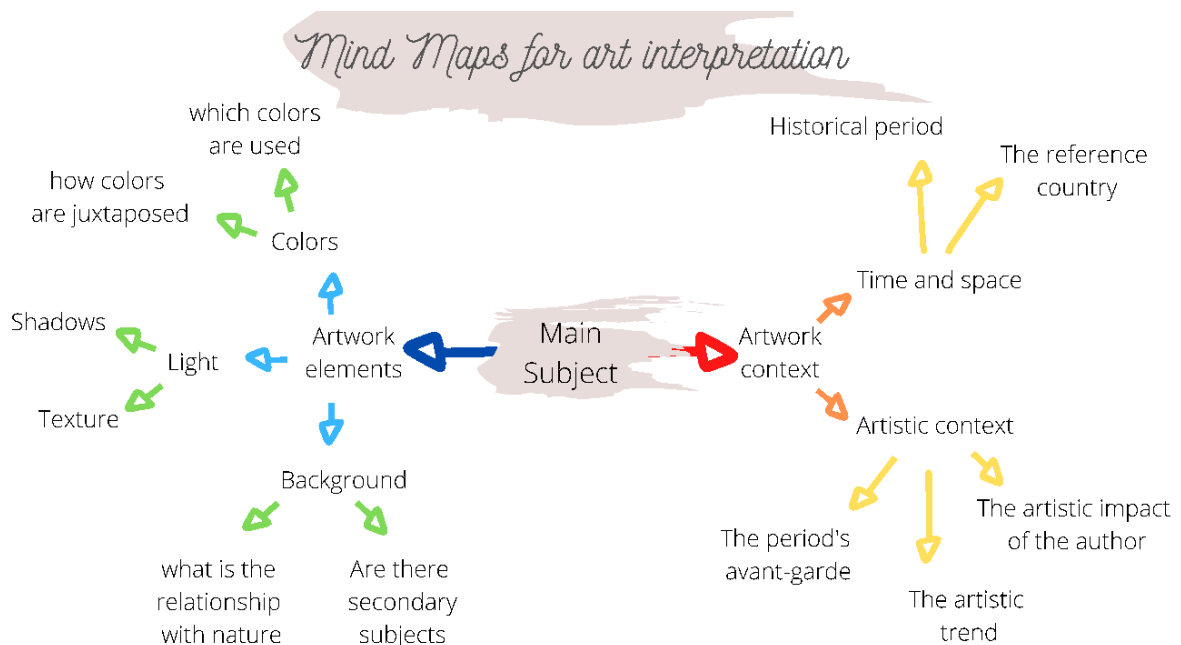 Mind Maps for art interpretation
which colors
are used
how colors
are juxtaposed
Colors
Shadows
Light
Texture
Artwork
elements
Background
what is the
relationship
with nature
Are there
secondary
subjects
Main
Subject
Artwork
context
Historical period
The reference
country
Time and space
Artistic context
The period's
avant-garde
The artistic
trend
The artistic impact
of the author